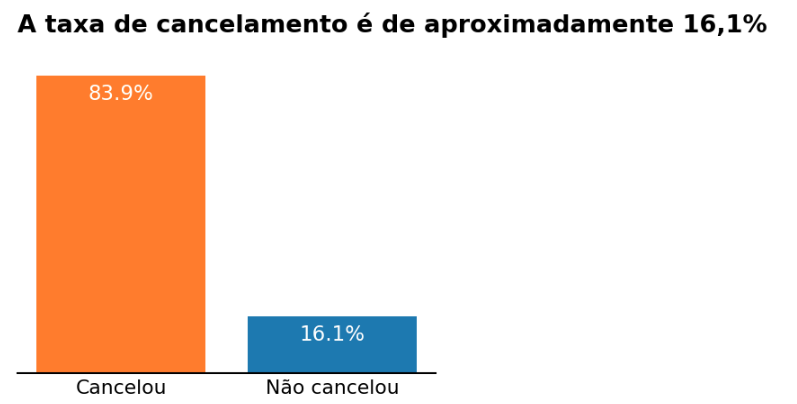 A taxa de cancelamento é de aproximadamente 16,1%
83.9%
16.1%
Cancelou
Não cancelou